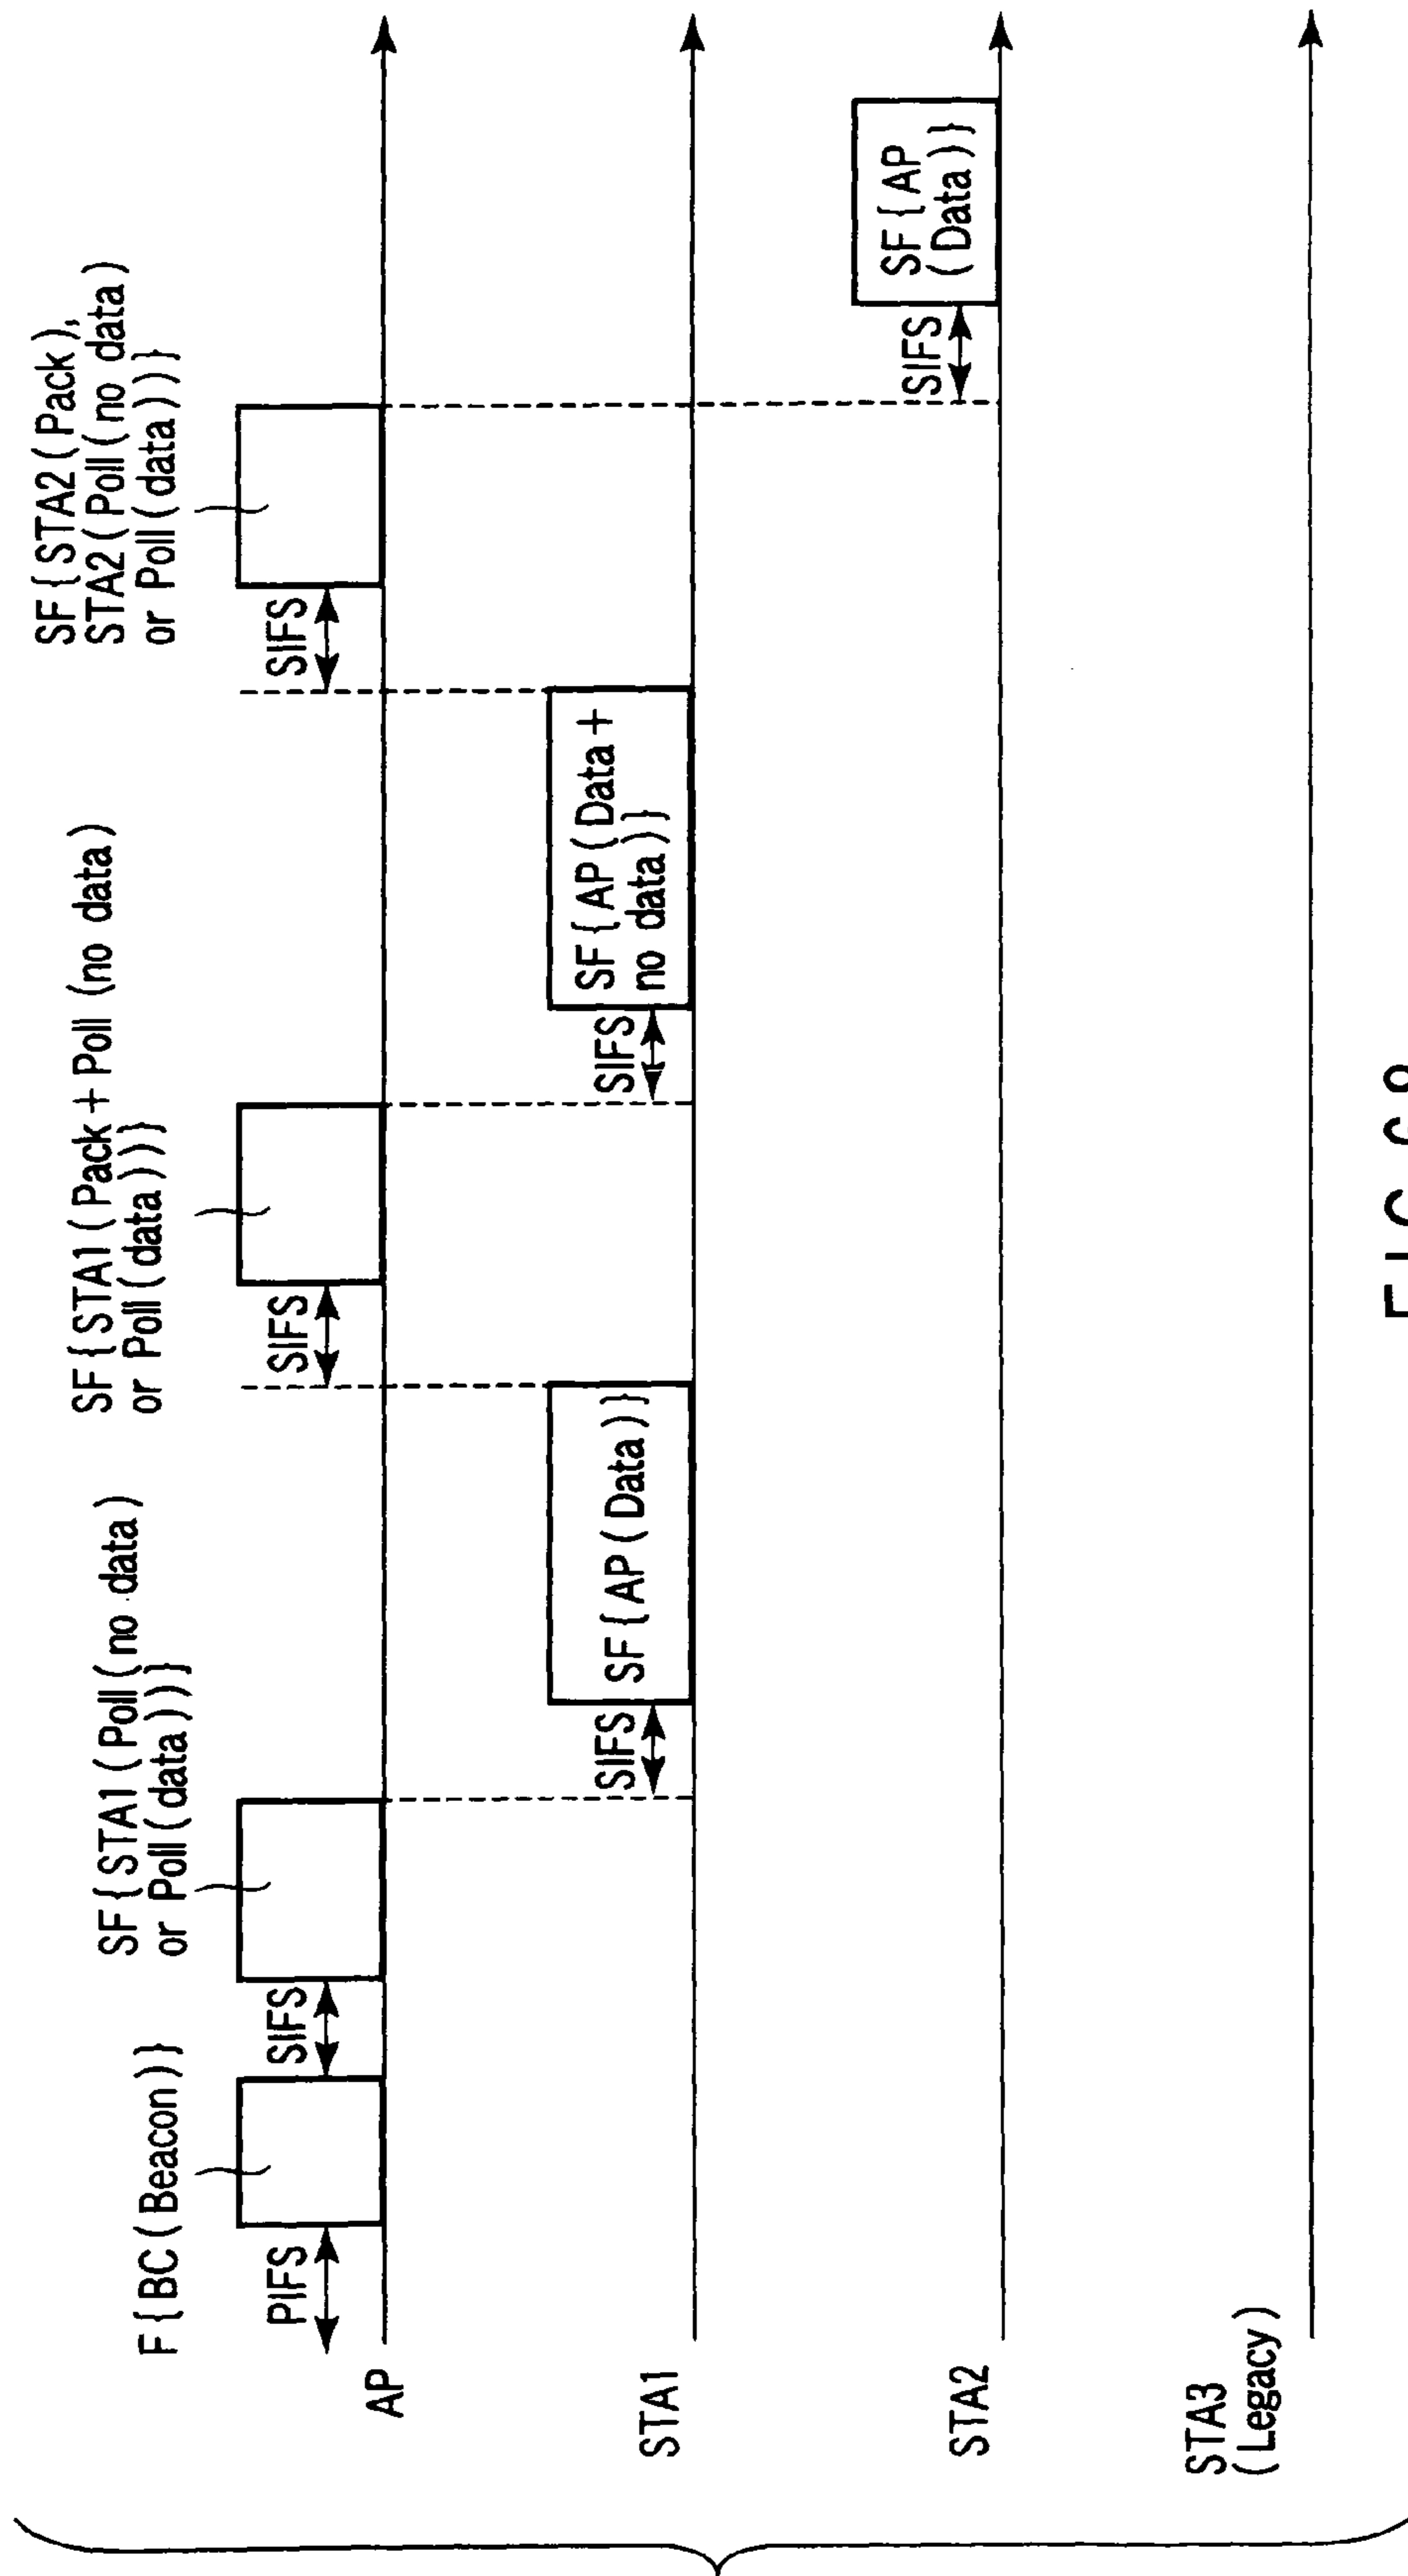 F{BC(Beacon)}
SF{STA1(Poll(no data)
or Poll(data))}
SF{STA1(Pack+Poll (no data)
or Poll(data))}
SF{STA2(Pack),
STA2(Poll(no data)
or Poll(data))}
PIFS
SIFS
SIFS
SIFS
AP
SIFS
SF{AP(Data)}
SIFS
SF{AP(Data+
no data)}
STA1
SIFS
SF{AP
(Data)}
STA2
STA3
(Legacy)